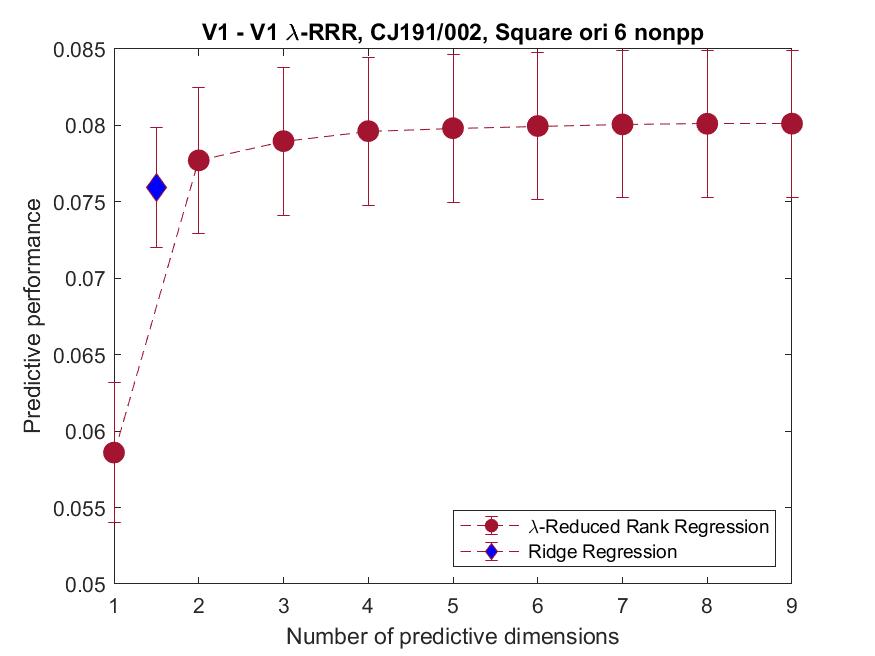 V1 - V1 λ-RRR, CJ191/002, Square ori 6 nonpp
0.085
0.08
0.075
0.07
0.065
0.06
0.055
0.05
Predictive performance
1 2 3 4 5 6 7 8 9
Number of predictive dimensions
λ-Reduced Rank Regression
Ridge Regression